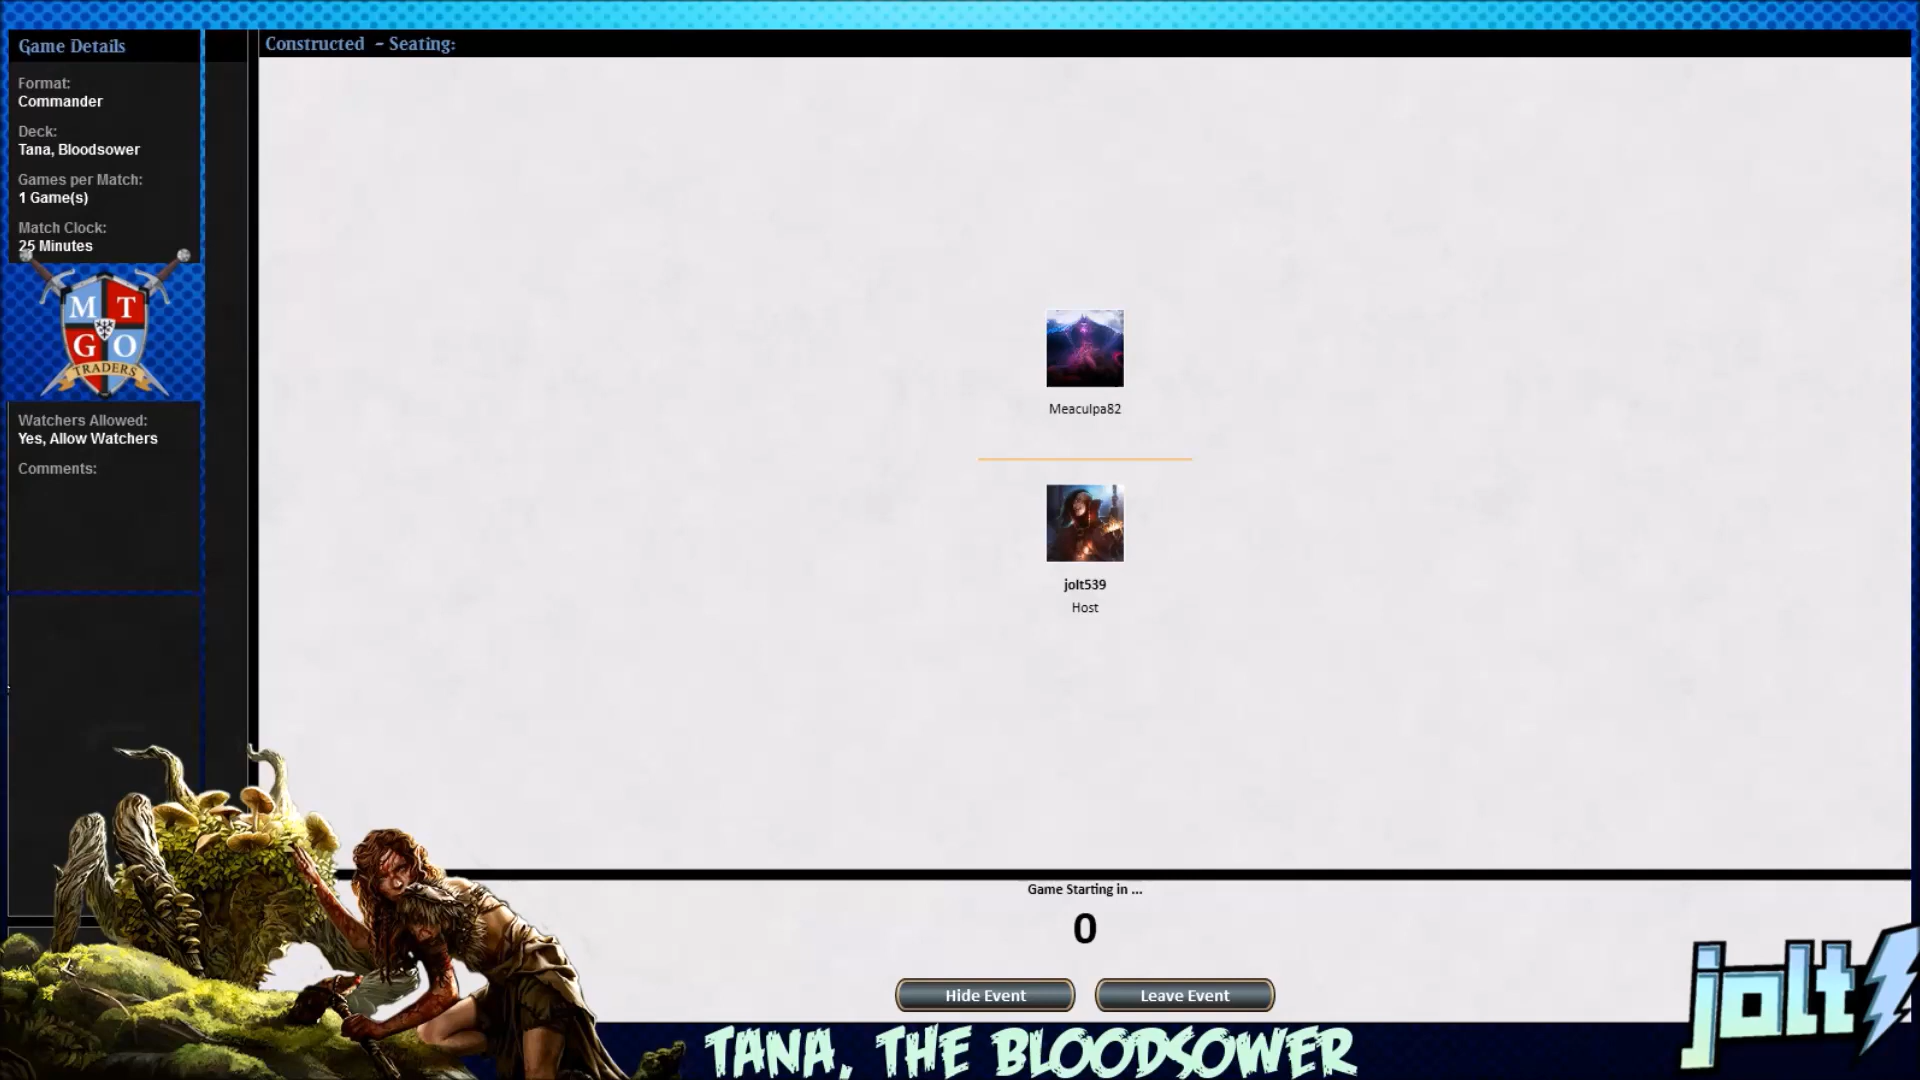 Game Details
Format:
Commander
Deck:
Tana, Bloodsower
Games per Match:
1 Game(s)
Match Clock:
25 Minutes
M T
G O
TRADERS
Watchers Allowed:
Yes, Allow Watchers
Comments:
Constructed - Seating:
Meaculpa82
jolt539
Host
Game Starting in ...
0
Hide Event
Leave Event
TANA, THE BLOODSOWER
jolt